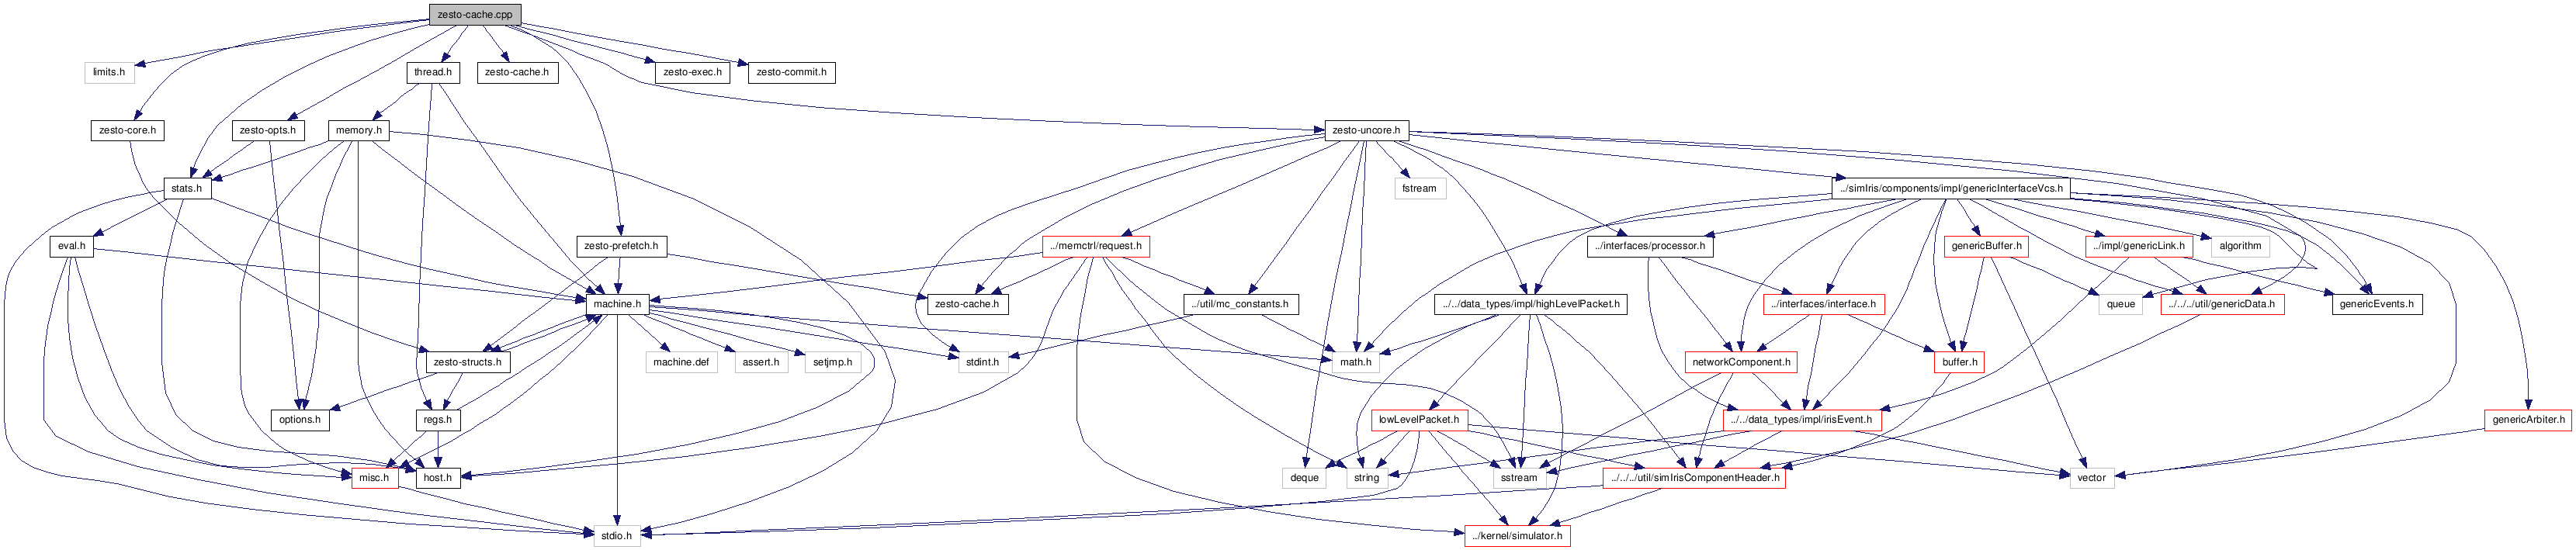 zesto-cache.cpp
limits.h
thread.h
zesto-cache.h
zesto-exec.h
zesto-commit.h
zesto-core.h
zesto-opts.h
memory.h
zesto-uncore.h
stats.h
fstream
../simIris/components/impl/genericInterfaceVcs.h
eval.h
zesto-prefetch.h
../memctrl/request.h
../interfaces/processor.h
genericBuffer.h
../impl/genericLink.h
algorithm
machine.h
zesto-cache.h
../util/mc_constants.h
../../data_types/impl/highLevelPacket.h
../interfaces/interface.h
queue
../../../util/genericData.h
genericEvents.h
zesto-structs.h
machine.def
assert.h
setjmp.h
stdint.h
math.h
networkComponent.h
buffer.h
options.h
regs.h
lowLevelPacket.h
../../data_types/impl/irisEvent.h
genericArbiter.h
misc.h
host.h
deque
string
sstream
../../../util/simIrisComponentHeader.h
vector
stdio.h
../kernel/simulator.h